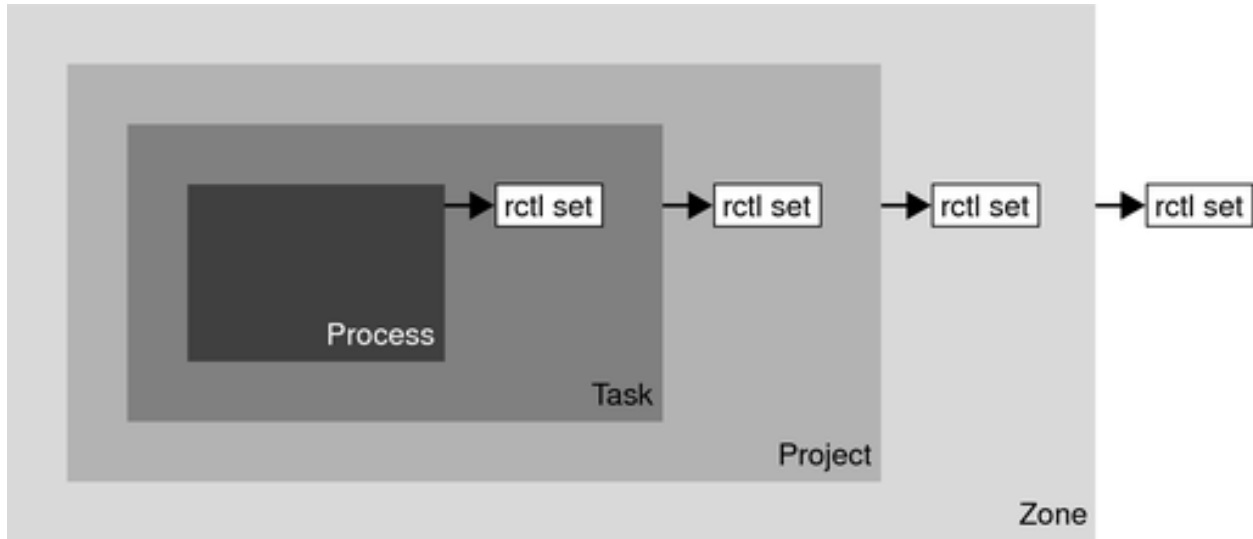 rctl set
rctl set
rctl set
rctl set
Process
Task
Project
Zone